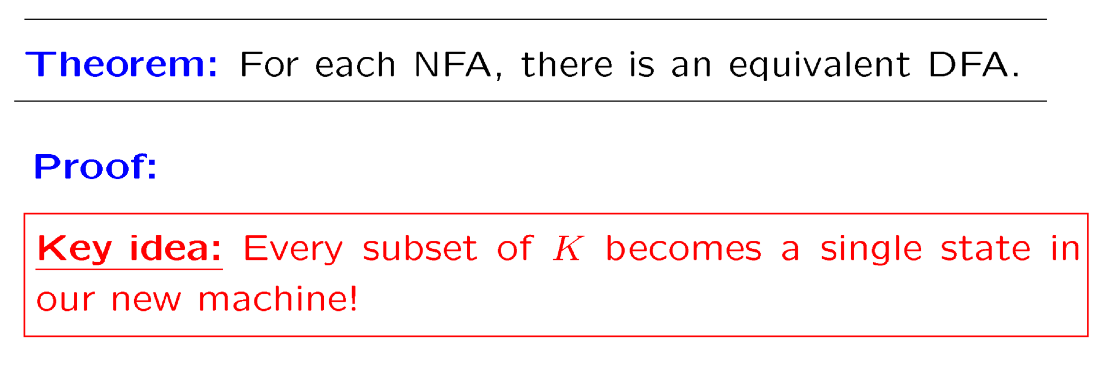 Theorem: For each NFA, there is an equivalent DFA.
Proof:
Key idea: Every subset of K becomes a single state in
our new machine!